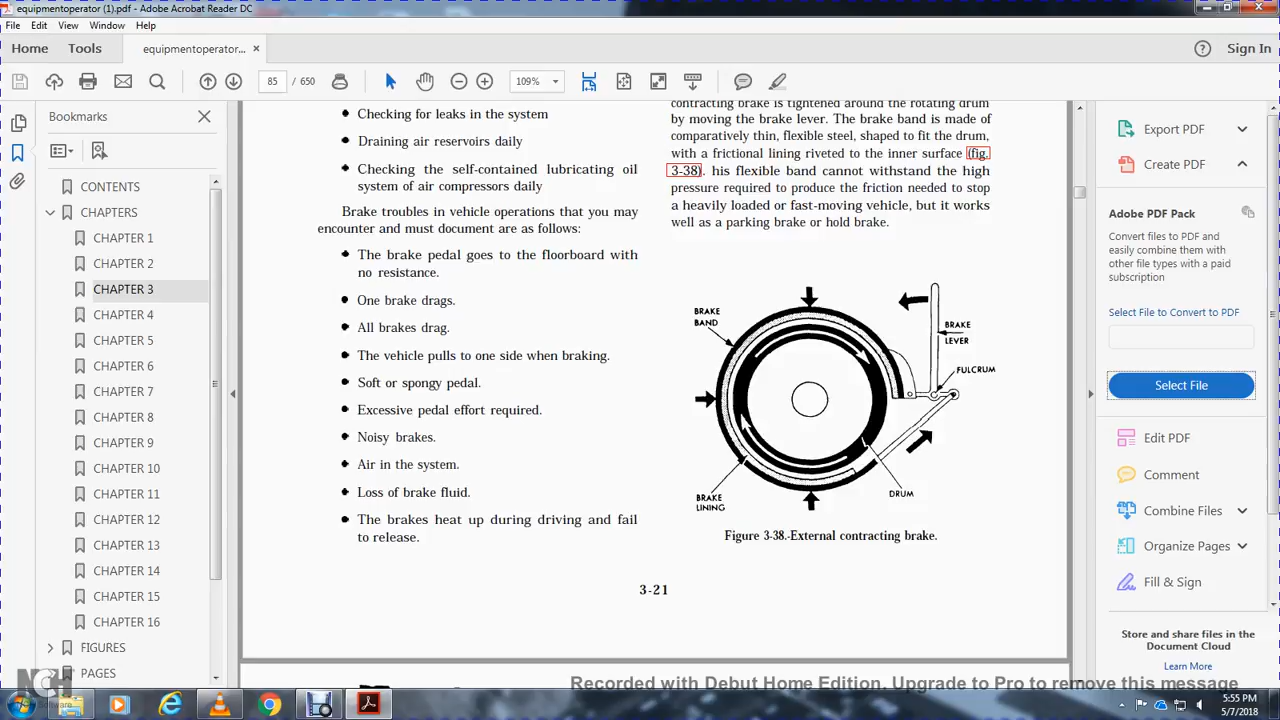 equipmentoperator (1).pdf - Adobe Acrobat Reader DC
File Edit View Window Help
Home Tools equipmentoperator... × Sign In
85 / 650 109%
Bookmarks
CONTENTS
CHAPTERS
CHAPTER 1
CHAPTER 2
CHAPTER 3
CHAPTER 4
CHAPTER 5
CHAPTER 6
CHAPTER 7
CHAPTER 8
CHAPTER 9
CHAPTER 10
CHAPTER 11
CHAPTER 12
CHAPTER 13
CHAPTER 14
CHAPTER 15
CHAPTER 16
FIGURES
PAGES
Checking for leaks in the system
Draining air reservoirs daily
Checking the self-contained lubricating oil
system of air compressors daily
Brake troubles in vehicle operations that you may
encounter and must document are as follows:
The brake pedal goes to the floorboard with
no resistance.
One brake drags.
All brakes drag.
The vehicle pulls to one side when braking.
Soft or spongy pedal.
Excessive pedal effort required.
Noisy brakes.
Air in the system.
Loss of brake fluid.
The brakes heat up during driving and fail
to release.
contracting brake is tightened around the rotating drum
by moving the brake lever. The brake band is made of
comparatively thin, flexible steel, shaped to fit the drum,
with a frictional lining riveted to the inner surface (fig.
3-38). his flexible band cannot withstand the high
pressure required to produce the friction needed to stop
a heavily loaded or fast-moving vehicle, but it works
well as a parking brake or hold brake.
BRAKE
BAND
BRAKE
LEVER
FULCRUM
BRAKE
LINING
DRUM
Figure 3-38.-External contracting brake.
3-21
Export PDF
Create PDF
Adobe PDF Pack
Convert files to PDF and
easily combine them with
other file types with a paid
subscription
Select File to Convert to PDF
Select File
Edit PDF
Comment
Combine Files
Organize Pages
Fill & Sign
Store and share files in the
Document Cloud
Learn More
NCH
Software
Recorded with Debut Home Edition. Upgrade to Pro to remove this message
5:55 PM
5/7/2018